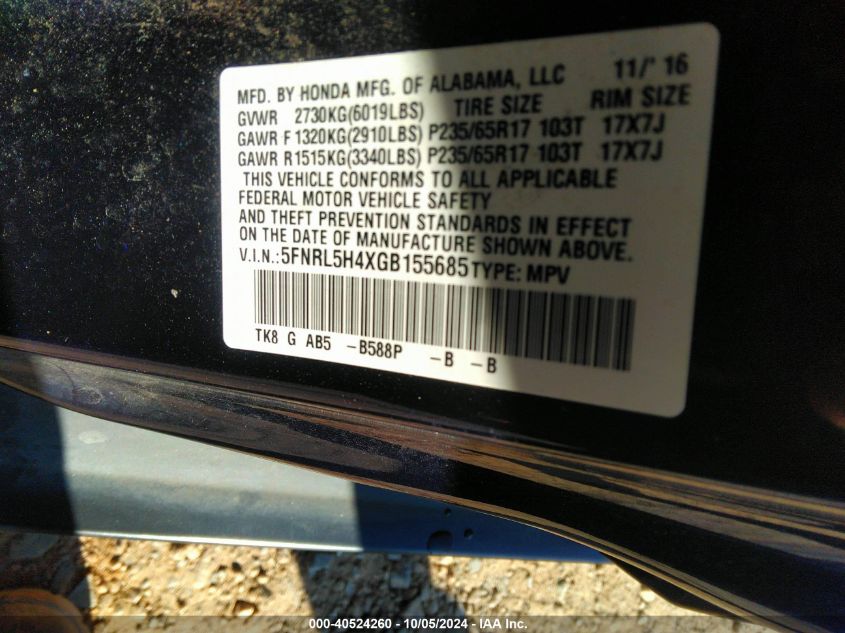 MFD. BY HONDA MFG. OF ALABAMA, LLC 11/' 16
GVWR 2730KG(6019LBS) TIRE SIZE RIM SIZE
GAWR F 1320KG(2910LBS) P235/65R17 103T 17X7J
GAWR R1515KG(3340LBS) P235/65R17 103T 17X7J
THIS VEHICLE CONFORMS TO ALL APPLICABLE
FEDERAL MOTOR VEHICLE SAFETY
AND THEFT PREVENTION STANDARDS IN EFFECT
ON THE DATE OF MANUFACTURE SHOWN ABOVE.
V.I.N.:5FNRL5H4XGB155685 TYPE: MPV
TK8 G AB5 -B588P -B -B
000-40524260 - 10/05/2024 - IAA Inc.